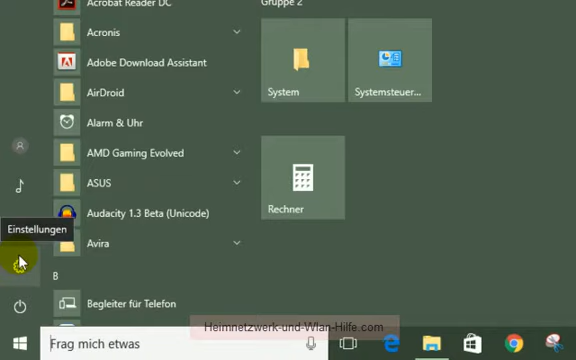 Acrobat Reader DC
Gruppe 2
Acronis
Adobe Download Assistant
AirDroid
System
Systemsteuer...
Alarm & Uhr
AMD Gaming Evolved
ASUS
Rechner
Audacity 1.3 Beta (Unicode)
Einstellungen
Avira
B
Begleiter für Telefon
Heimnetzwerk-und-Wlan-Hilfe.com
Frag mich etwas